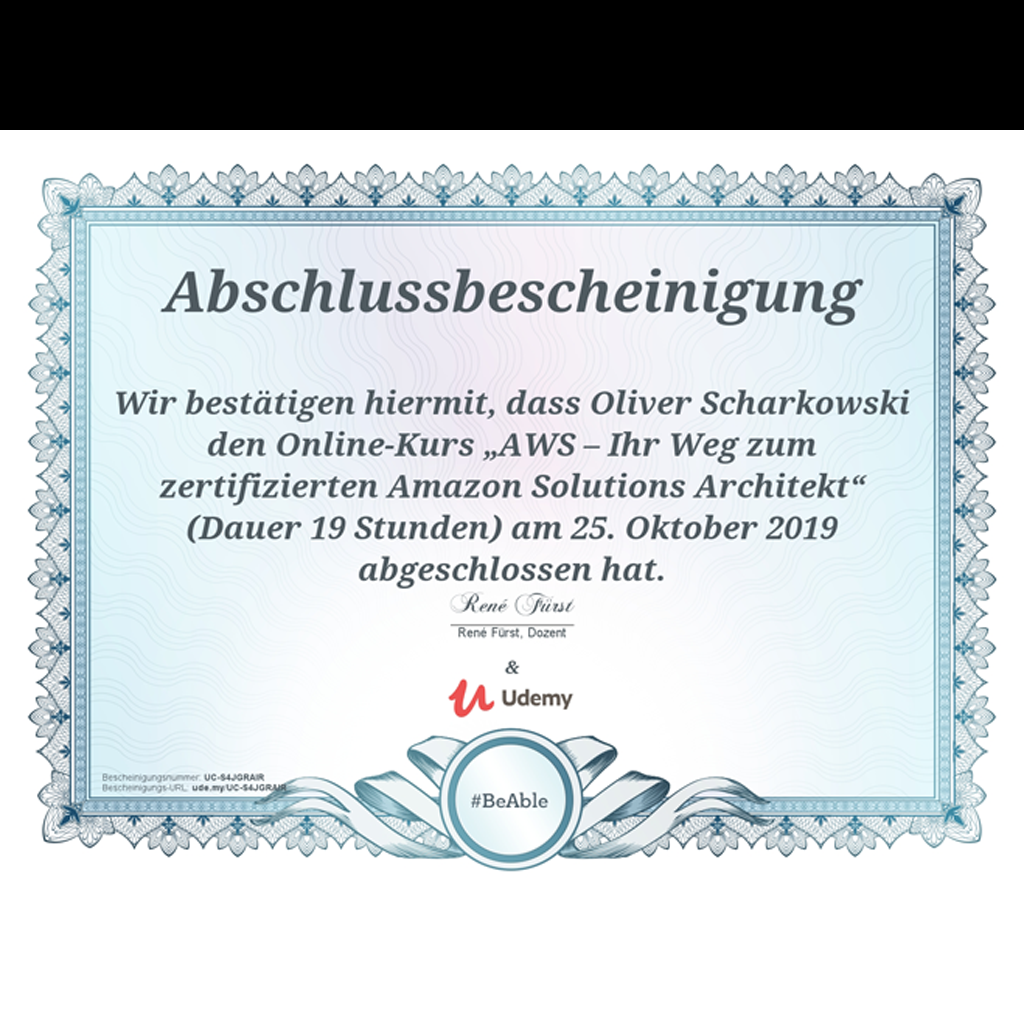 Abschlussbescheinigung
Wir bestätigen hiermit, dass Oliver Scharkowski
den Online-Kurs „AWS – Ihr Weg zum
zertifizierten Amazon Solutions Architekt“
(Dauer 19 Stunden) am 25. Oktober 2019
abgeschlossen hat.
René Fürst
René Fürst, Dozent
&
Udemy
Bescheinigungsnummer: UC-S4JGRAIR
Bescheinigungs-URL: ude.my/UC-S4JGRAIR
#BeAble